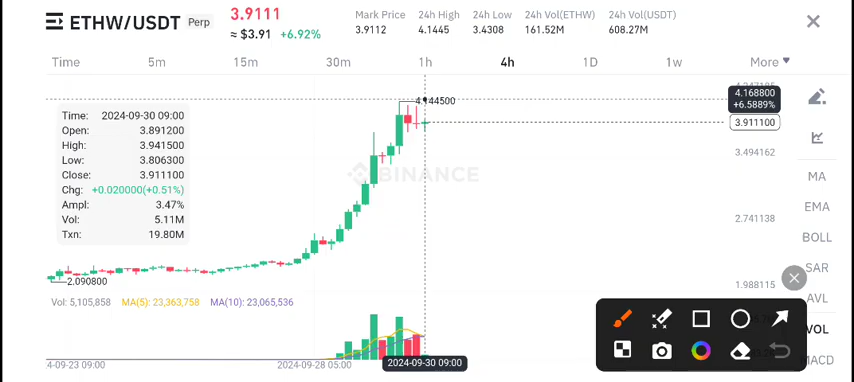 ETHW/USDT Perp
3.9111
≈ $3.91 +6.92%
Mark Price 24h High 24h Low 24h Vol(ETHW) 24h Vol(USDT)
3.9112 4.1445 3.4308 161.52M 608.27M
Time 5m 15m 30m 1h 4h 1D 1w More
4.168800
+6.5889%
4.144500
3.911100
Time: 2024-09-30 09:00
Open: 3.891200
High: 3.941500
Low: 3.806300
Close: 3.911100
Chg: +0.020000(+0.51%)
Ampl: 3.47%
Vol: 5.11M
Txn: 19.80M
BINANCE
3.494162
2.741138
1.988115
2.090800
MA
EMA
BOLL
SAR
AVL
VOL
MACD
Vol: 5,105,858 MA(5): 23,363,758 MA(10): 23,065,536
4-09-23 09:00 2024-09-28 05:00 2024-09-30 09:00